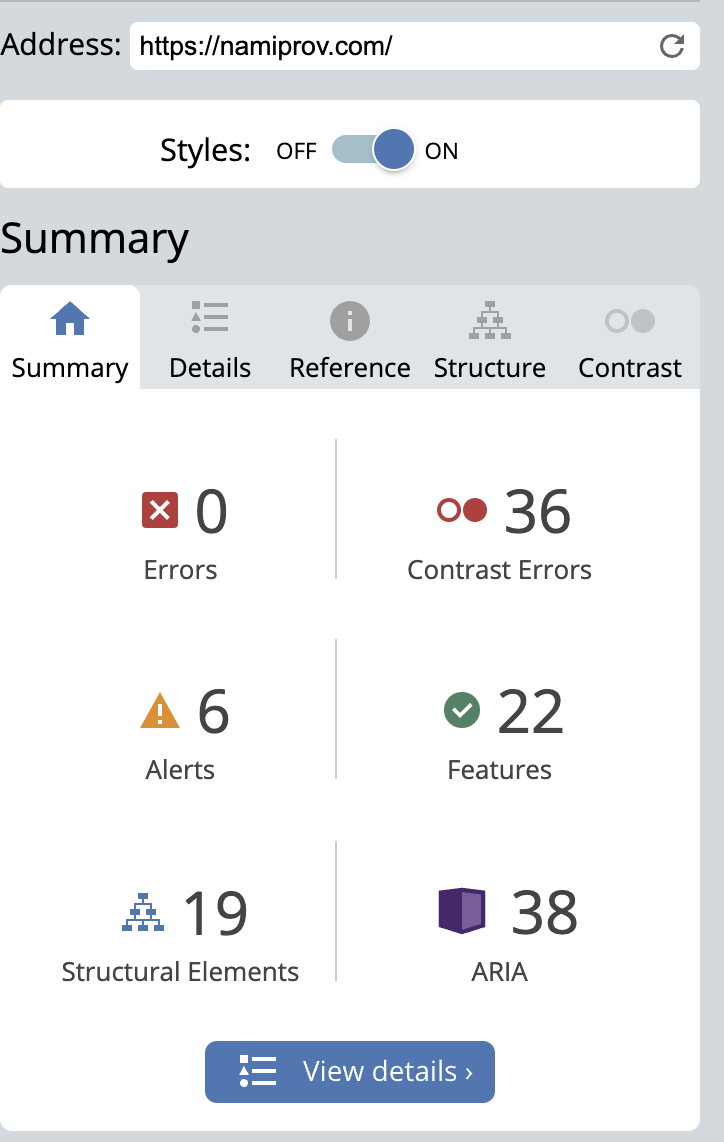 Address: https://namiprov.com/
Styles: OFF ON
Summary
Summary Details Reference Structure Contrast
0 36
Errors Contrast Errors
6 22
Alerts Features
19 38
Structural Elements ARIA
View details ›